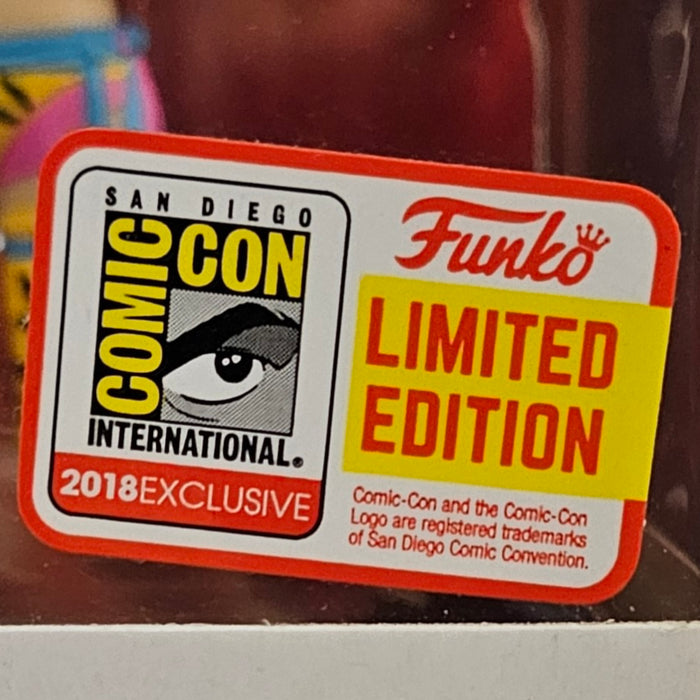 SAN DIEGO
COMIC CON
INTERNATIONAL®
2018EXCLUSIVE
Funko
LIMITED
EDITION
Comic-Con and the Comic-Con
Logo are registered trademarks
of San Diego Comic Convention.